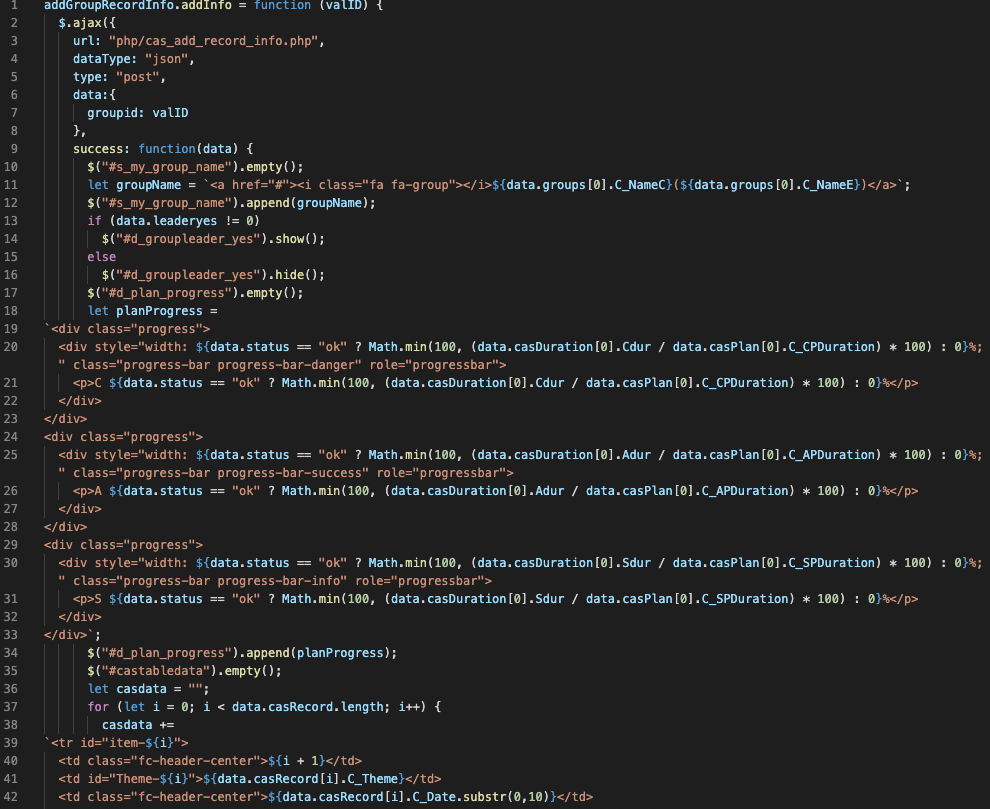 1 addGroupRecordInfo.addInfo = function (valID) {
2 $.ajax({
3 url: "php/cas_add_record_info.php",
4 dataType: "json",
5 type: "post",
6 data:{
7 groupid: valID
8 },
9 success: function(data) {
10 $("#s_my_group_name").empty();
11 let groupName = `<a href="#"><i class="fa fa-group"></i>${data.groups[0].C_NameC}(${data.groups[0].C_NameE})</a>`;
12 $("#s_my_group_name").append(groupName);
13 if (data.leaderyes != 0)
14 $("#d_groupleader_yes").show();
15 else
16 $("#d_groupleader_yes").hide();
17 $("#d_plan_progress").empty();
18 let planProgress =
19 `<div class="progress">
20 <div style="width: ${data.status == "ok" ? Math.min(100, (data.casDuration[0].Cdur / data.casPlan[0].C_CPDuration) * 100) : 0}%;
" class="progress-bar progress-bar-danger" role="progressbar">
21 <p>C ${data.status == "ok" ? Math.min(100, (data.casDuration[0].Cdur / data.casPlan[0].C_CPDuration) * 100) : 0}%</p>
22 </div>
23 </div>
24 <div class="progress">
25 <div style="width: ${data.status == "ok" ? Math.min(100, (data.casDuration[0].Adur / data.casPlan[0].C_APDuration) * 100) : 0}%;
" class="progress-bar progress-bar-success" role="progressbar">
26 <p>A ${data.status == "ok" ? Math.min(100, (data.casDuration[0].Adur / data.casPlan[0].C_APDuration) * 100) : 0}%</p>
27 </div>
28 </div>
29 <div class="progress">
30 <div style="width: ${data.status == "ok" ? Math.min(100, (data.casDuration[0].Sdur / data.casPlan[0].C_SPDuration) * 100) : 0}%;
" class="progress-bar progress-bar-info" role="progressbar">
31 <p>S ${data.status == "ok" ? Math.min(100, (data.casDuration[0].Sdur / data.casPlan[0].C_SPDuration) * 100) : 0}%</p>
32 </div>
33 </div>`;
34 $("#d_plan_progress").append(planProgress);
35 $("#castabledata").empty();
36 let casdata = "";
37 for (let i = 0; i < data.casRecord.length; i++) {
38 casdata +=
39 `<tr id="item-${i}">
40 <td class="fc-header-center">${i + 1}</td>
41 <td id="Theme-${i}">${data.casRecord[i].C_Theme}</td>
42 <td class="fc-header-center">${data.casRecord[i].C_Date.substr(0,10)}</td>